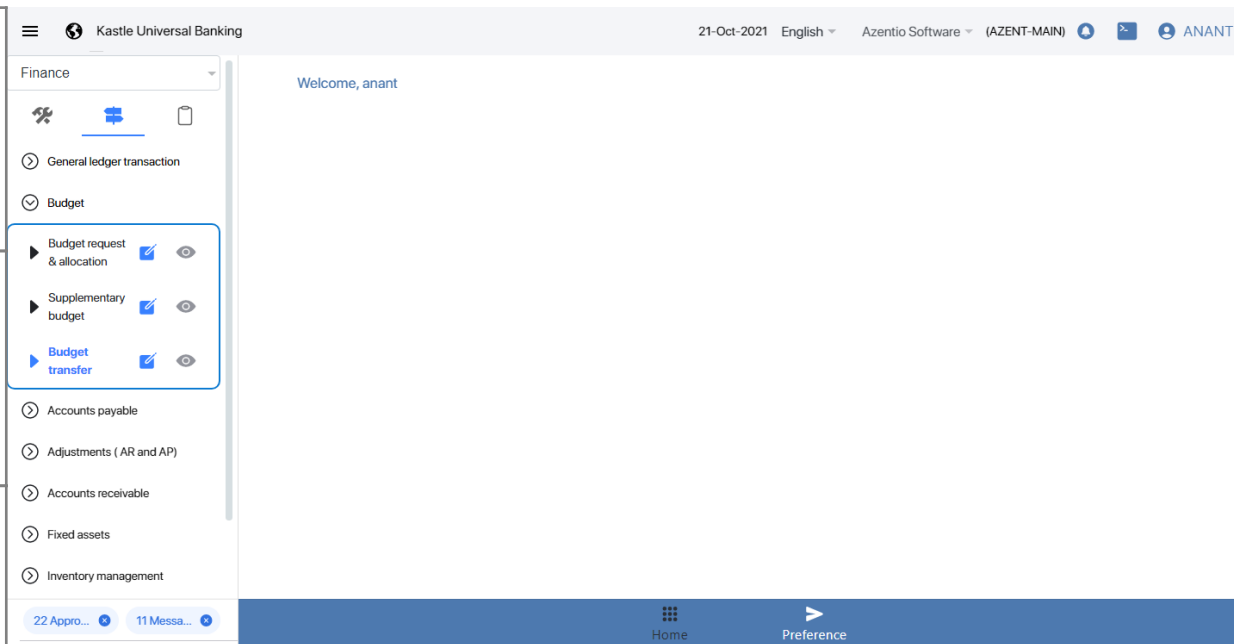 Kastle Universal Banking
21-Oct-2021 English Azentio Software (AZENT-MAIN) ANANT
Finance
Welcome, anant
General ledger transaction
Budget
Budget request
& allocation
Supplementary
budget
Budget
transfer
Accounts payable
Adjustments ( AR and AP)
Accounts receivable
Fixed assets
Inventory management
22 Appro... 11 Messa...
Home Preference